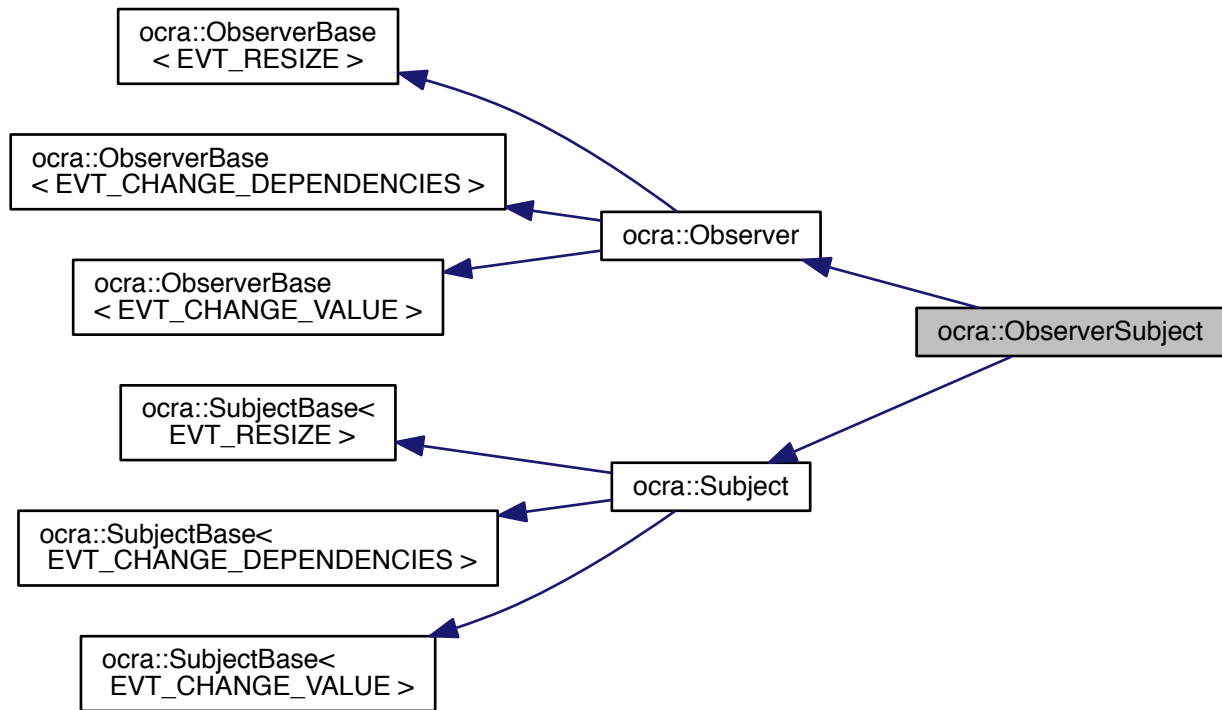 ocra::ObserverBase
< EVT_RESIZE >
ocra::ObserverBase
< EVT_CHANGE_DEPENDENCIES >
ocra::Observer
ocra::ObserverBase
< EVT_CHANGE_VALUE >
ocra::ObserverSubject
ocra::SubjectBase<
EVT_RESIZE >
ocra::Subject
ocra::SubjectBase<
EVT_CHANGE_DEPENDENCIES >
ocra::SubjectBase<
EVT_CHANGE_VALUE >